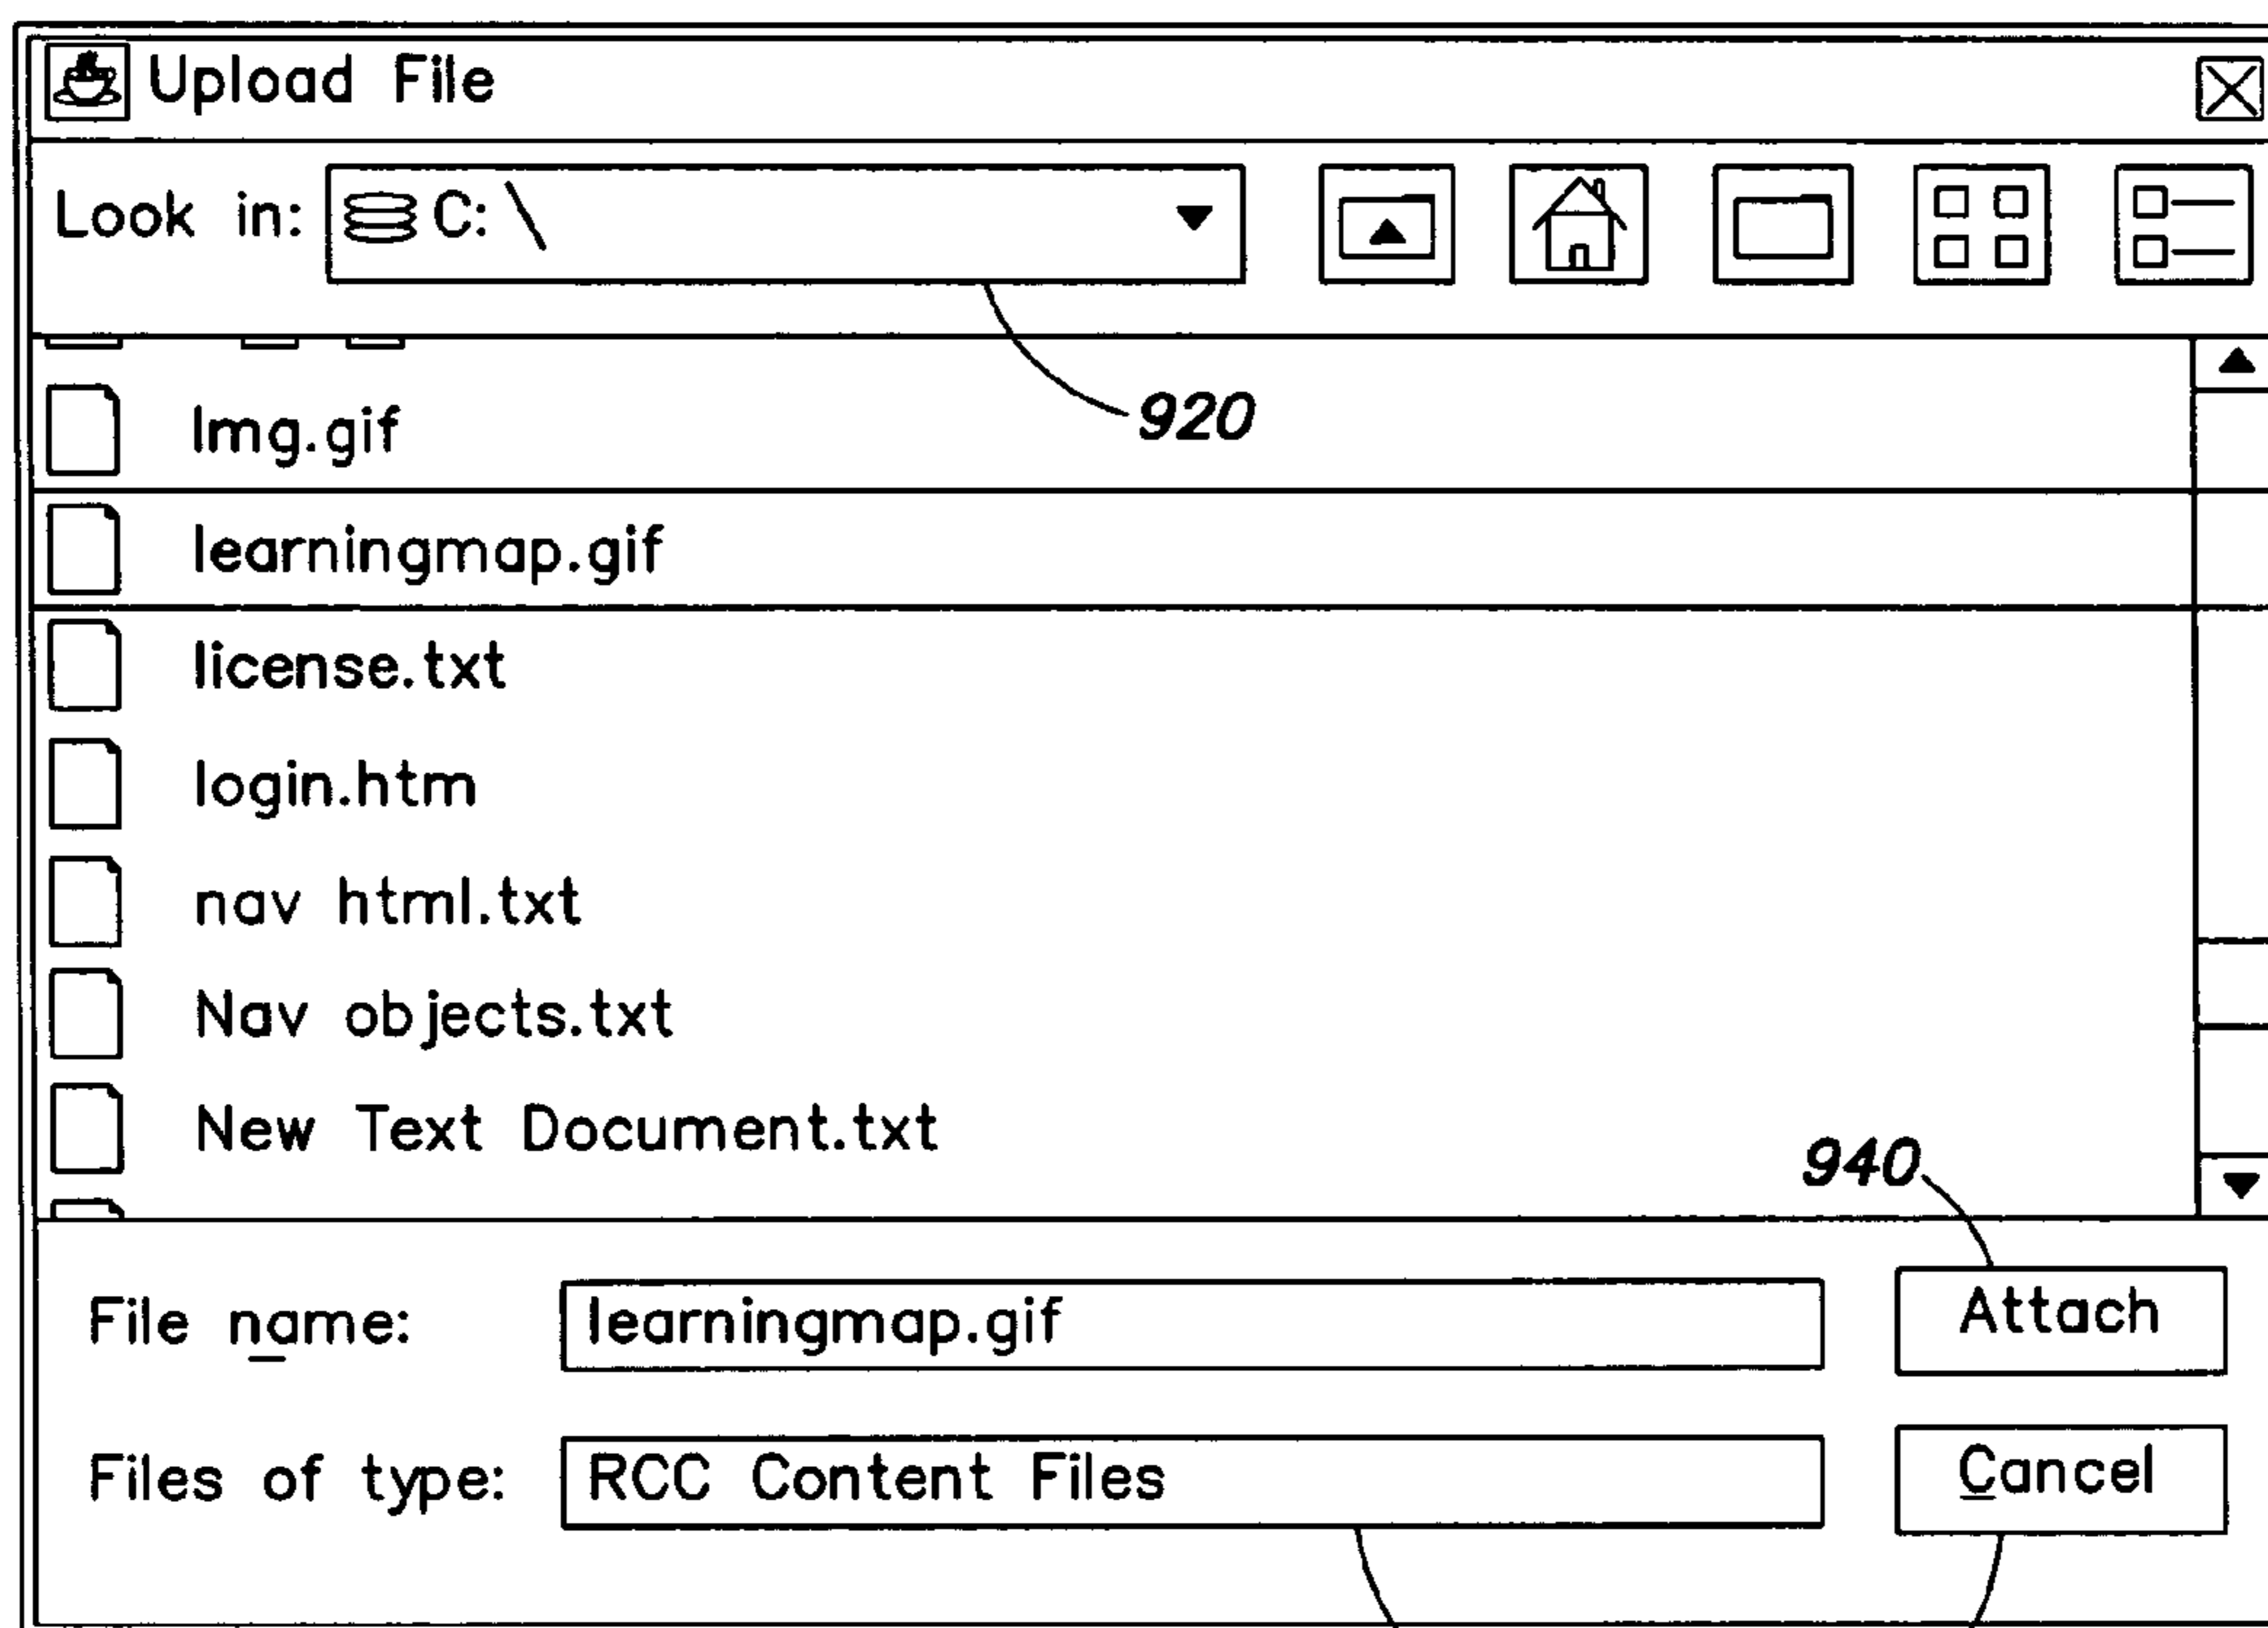 Upload File
Look in: C: \
920
Img.gif
learningmap.gif
license.txt
login.htm
nav html.txt
Nav objects.txt
New Text Document.txt
940
File name: learningmap.gif Attach
Files of type: RCC Content Files Cancel